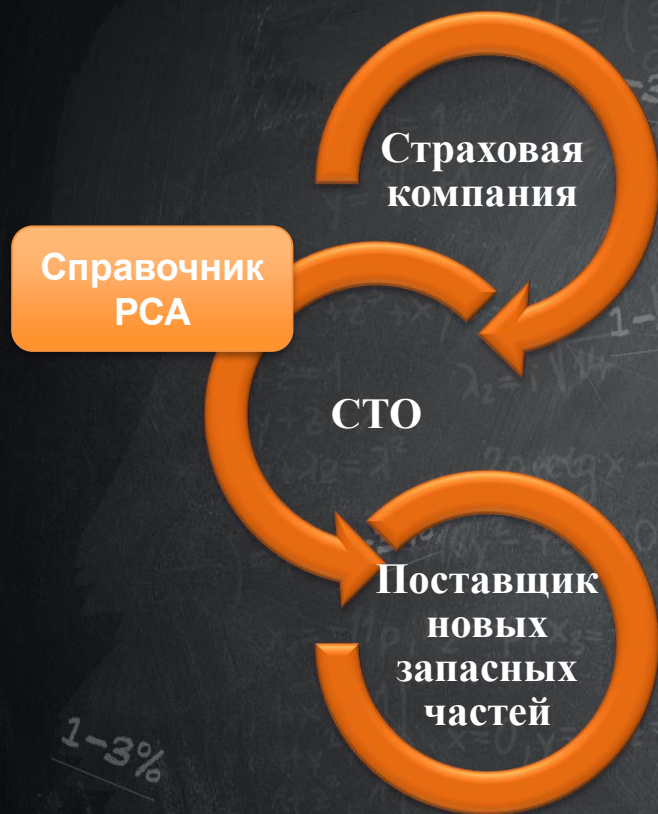 Страховая
компания
Справочник
РСА
СТО
Поставщик
новых
запасных
частей
1-3%